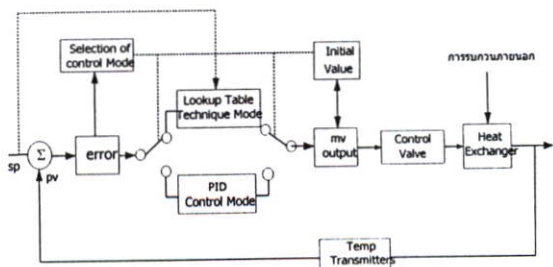 Selection of
control Mode
Initial
Value
การรบกวนภายนอก
Lookup Table
Technique Mode
sp
Σ
pv
error
mv
output
Control
Valve
Heat
Exchanger
PID
Control Mode
Temp
Transmitters